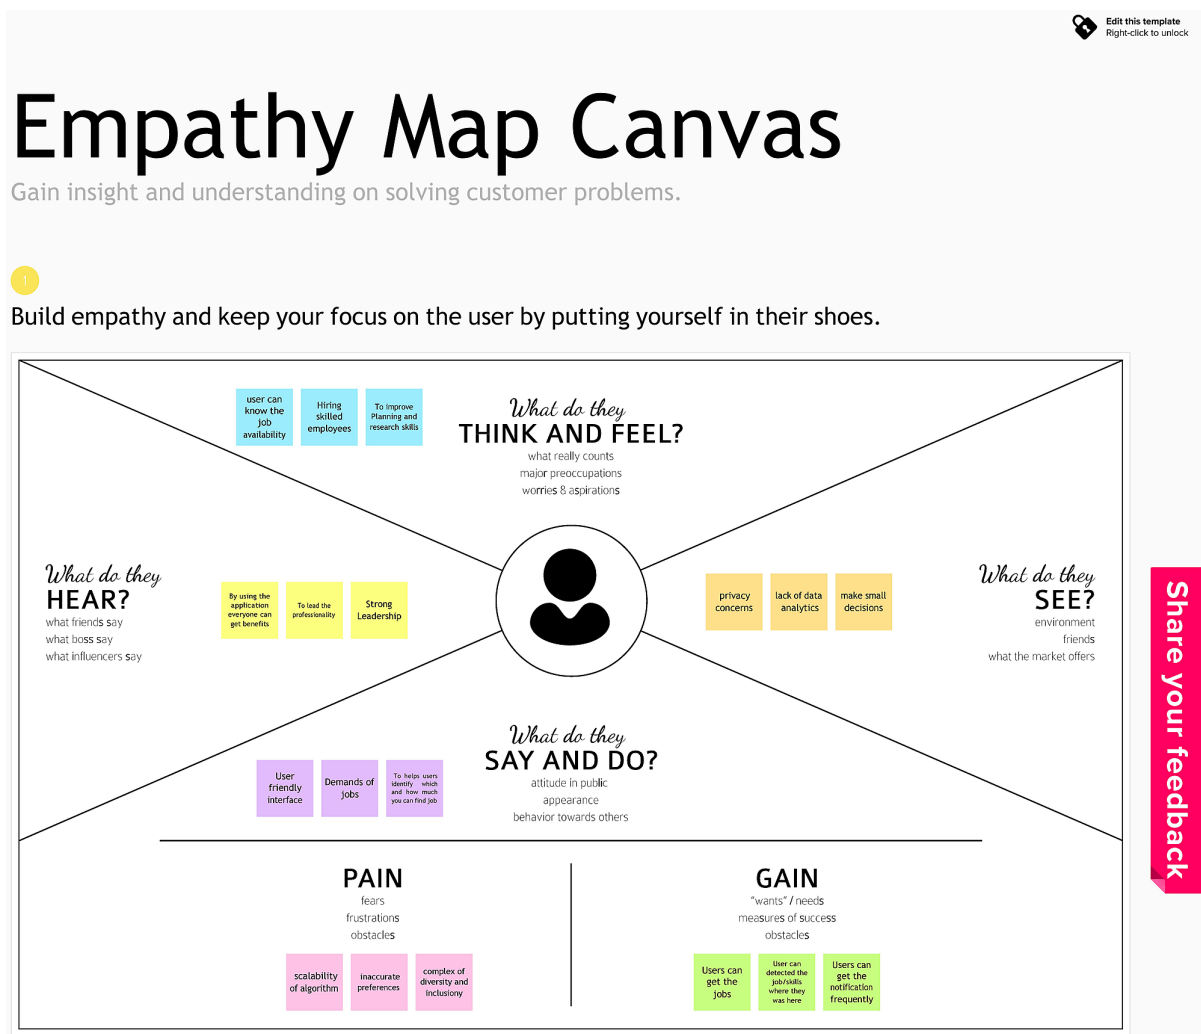 Edit this template
Right-click to unlock
Empathy Map Canvas
Gain insight and understanding on solving customer problems.
1
Build empathy and keep your focus on the user by putting yourself in their shoes.
user can
know the
job
availability
Hiring
skilled
employees
To improve
Planning and
research skills
What do they
THINK AND FEEL?
what really counts
major preoccupations
worries & aspirations
What do they
HEAR?
what friends say
what boss say
what influencers say
By using the
application
everyone can
get benefits
To lead the
professionality
Strong
Leadership
privacy
concerns
lack of data
analytics
make small
decisions
What do they
SEE?
environment
friends
what the market offers
Share your feedback
What do they
SAY AND DO?
attitude in public
appearance
behavior towards others
User
friendly
interface
Demands of
jobs
To helps users
identify which
and how much
you can find job
PAIN
fears
frustrations
obstacles
scalability
of algorithm
inaccurate
preferences
complex of
diversity and
inclusiony
GAIN
"wants" / needs
measures of success
obstacles
Users can
get the
jobs
User can
detected the
job/skills
where they
was here
Users can
get the
notification
frequently